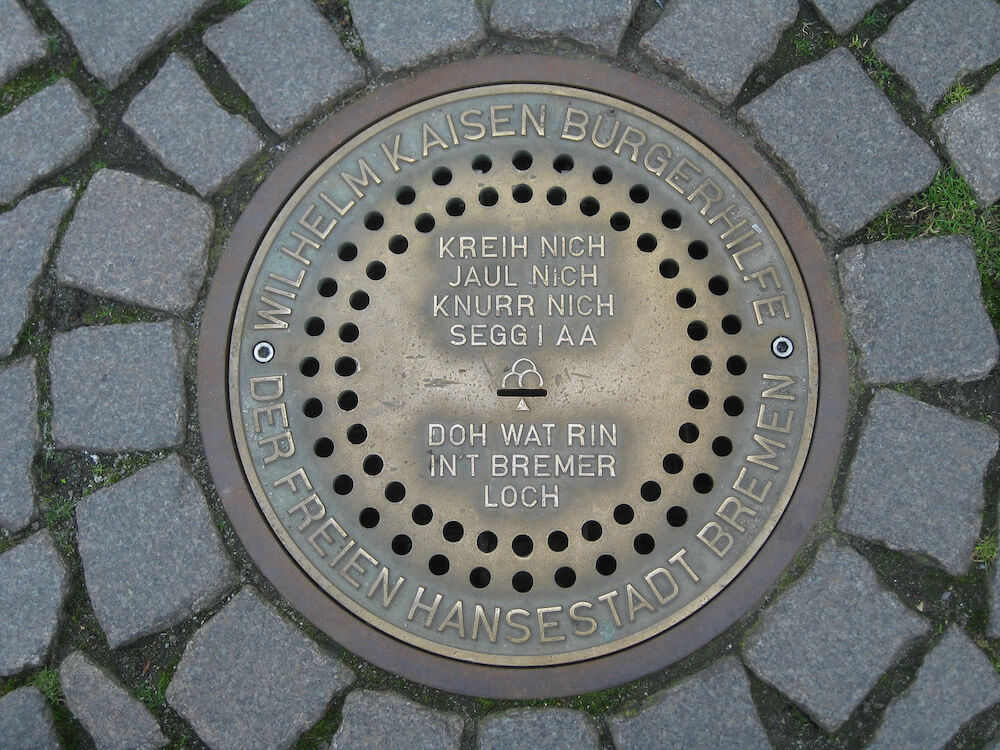 WILHELM KAISEN BÜRGERHILFE
KREIH NICH
JAUL NICH
KNURR NICH
SEGG I AA
DOH WAT RIN
IN'T BREMER
LOCH
DER FREIEN HANSESTADT BREMEN